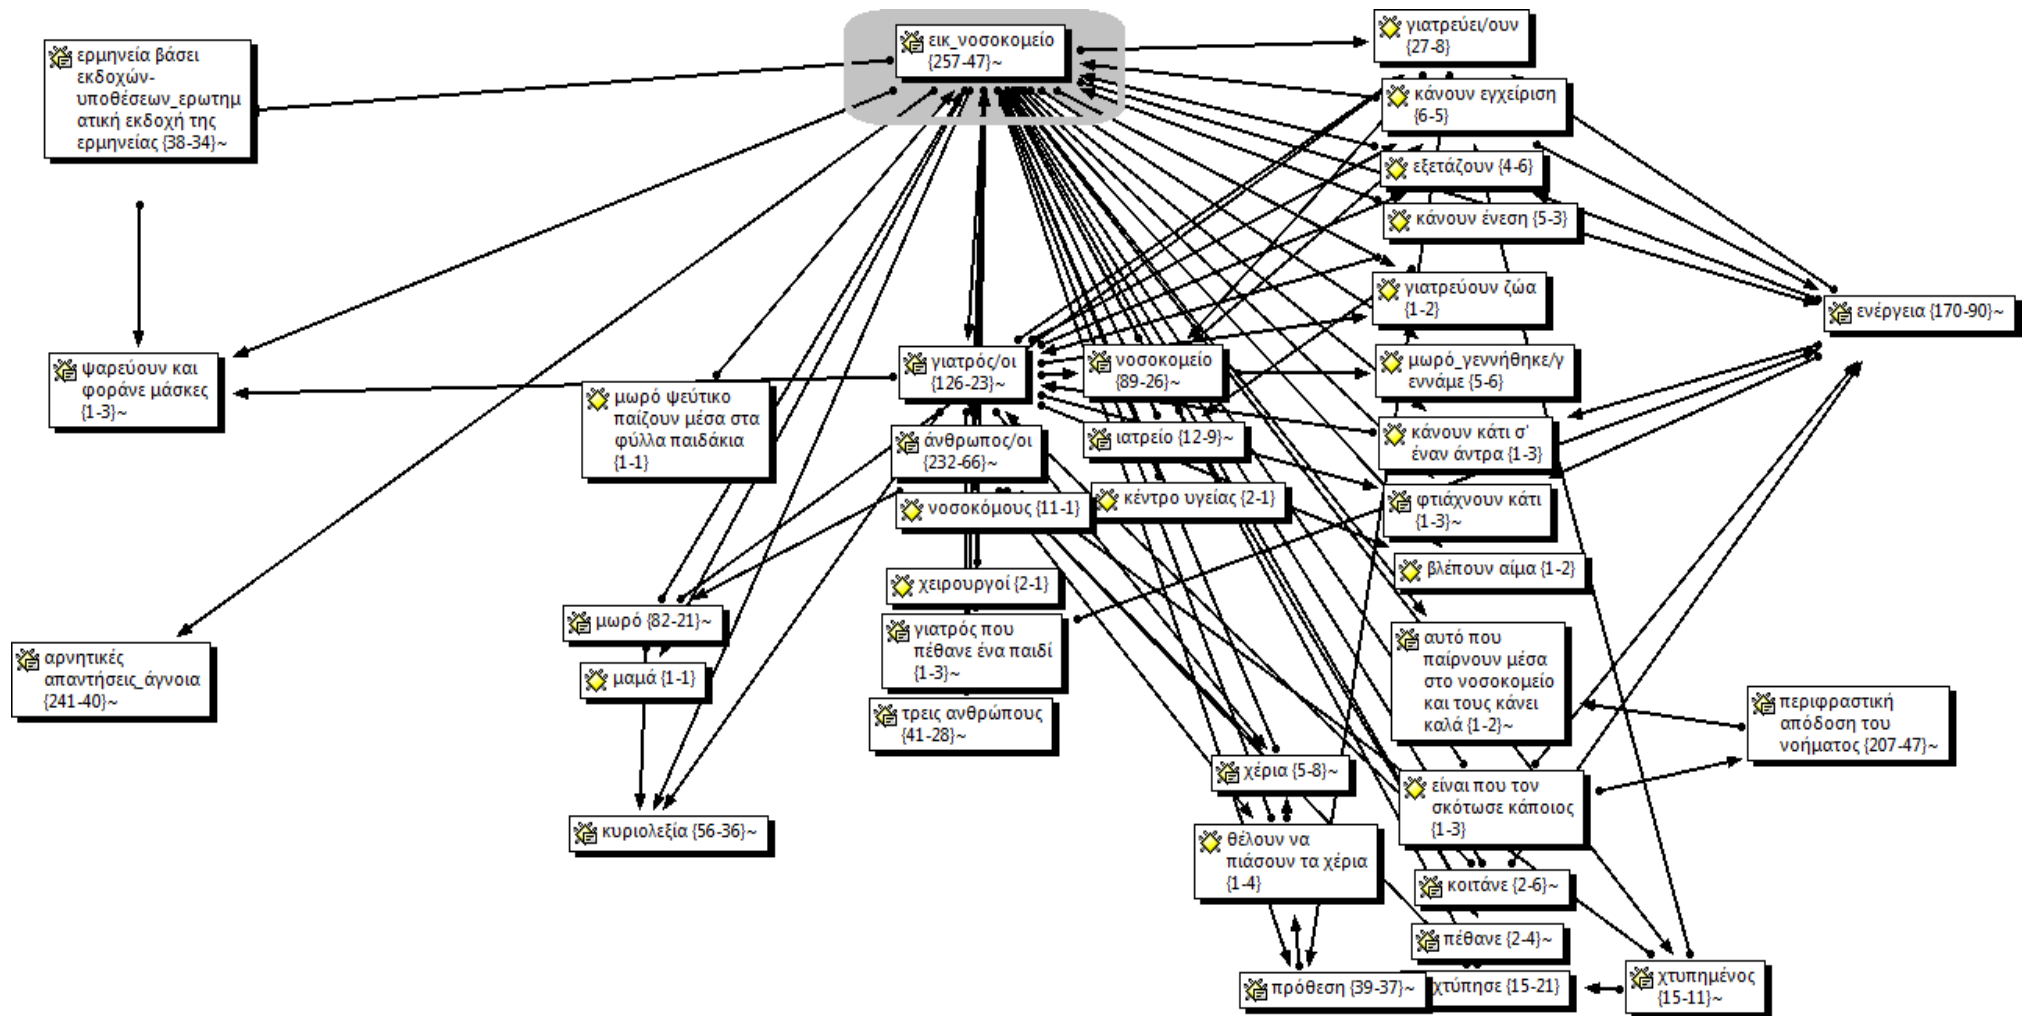 ερμηνεία βάσει
εκδοχών-
υποθέσεων_ερωτημ
ατική εκδοχή της
ερμηνείας {38-34}~
εικ_νοσοκομείο
{257-47}~
γιατρεύει/ουν
{27-8}
κάνουν εγχείριση
{6-5}
εξετάζουν {4-6}
κάνουν ένεση {5-3}
γιατρεύουν ζώα
{1-2}
ενέργεια {170-90}~
ψαρεύουν και
φοράνε μάσκες
{1-3}~
μωρό ψεύτικο
παίζουν μέσα στα
φύλλα παιδάκια
{1-1}
γιατρός/οι
{126-23}~
νοσοκομείο
{89-26}~
μωρό_γεννήθηκε/γ
εννάμε {5-6}
άνθρωπος/οι
{232-66}~
ιατρείο {12-9}~
κάνουν κάτι σ'
έναν άντρα {1-3}
νοσοκόμους {11-1}
κέντρο υγείας {2-1}
φτιάχνουν κάτι
{1-3}~
βλέπουν αίμα {1-2}
χειρουργοί {2-1}
μωρό {82-21}~
γιατρός που
πέθανε ένα παιδί
{1-3}~
αυτό που
παίρνουν μέσα
στο νοσοκομείο
και τους κάνει
καλά {1-2}~
αρνητικές
απαντήσεις_άγνοια
{241-40}~
μαμά {1-1}
τρεις ανθρώπους
{41-28}~
περιφραστική
απόδοση του
νοήματος {207-47}~
χέρια {5-8}~
είναι που τον
σκότωσε κάποιος
{1-3}
κυριολεξία {56-36}~
θέλουν να
πιάσουν τα χέρια
{1-4}
κοιτάνε {2-6}~
πέθανε {2-4}~
πρόθεση {39-37}~
χτύπησε {15-21}
χτυπημένος
{15-11}~